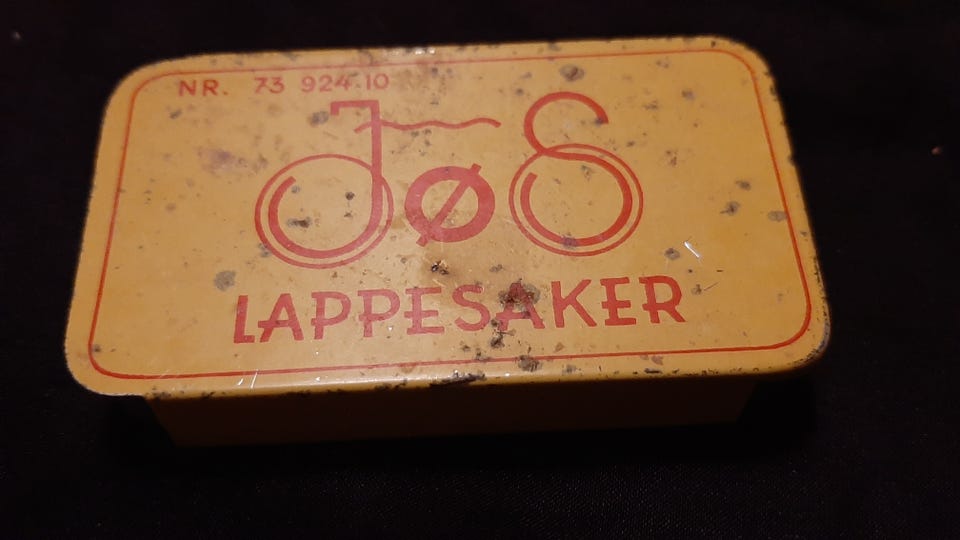 NR. 73 924.10
JØS
LAPPESAKER